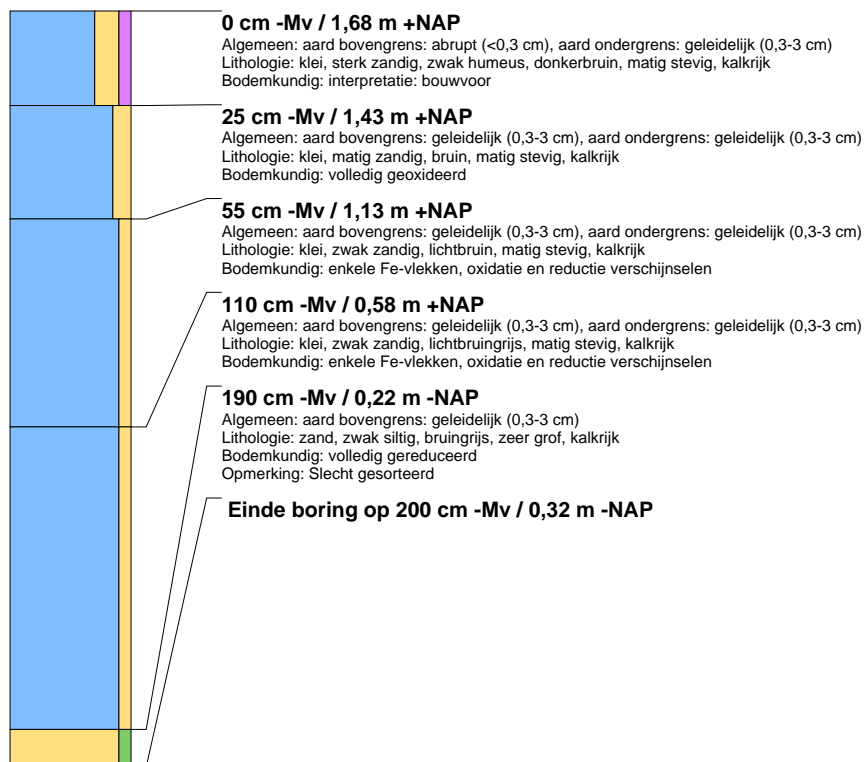 0 cm -Mv / 1,68 m +NAP
Algemeen: aard bovengrens: abrupt (<0,3 cm), aard ondergrens: geleidelijk (0,3-3 cm)
Lithologie: klei, sterk zandig, zwak humeus, donkerbruin, matig stevig, kalkrijk
Bodemkundig: interpretatie: bouwvoor
25 cm -Mv / 1,43 m +NAP
Algemeen: aard bovengrens: geleidelijk (0,3-3 cm), aard ondergrens: geleidelijk (0,3-3 cm)
Lithologie: klei, matig zandig, bruin, matig stevig, kalkrijk
Bodemkundig: volledig geoxideerd
55 cm -Mv / 1,13 m +NAP
Algemeen: aard bovengrens: geleidelijk (0,3-3 cm), aard ondergrens: geleidelijk (0,3-3 cm)
Lithologie: klei, zwak zandig, lichtbruin, matig stevig, kalkrijk
Bodemkundig: enkele Fe-vlekken, oxidatie en reductie verschijnselen
110 cm -Mv / 0,58 m +NAP
Algemeen: aard bovengrens: geleidelijk (0,3-3 cm), aard ondergrens: geleidelijk (0,3-3 cm)
Lithologie: klei, zwak zandig, lichtbruingrijs, matig stevig, kalkrijk
Bodemkundig: enkele Fe-vlekken, oxidatie en reductie verschijnselen
190 cm -Mv / 0,22 m -NAP
Algemeen: aard bovengrens: geleidelijk (0,3-3 cm)
Lithologie: zand, zwak siltig, bruingrijs, zeer grof, kalkrijk
Bodemkundig: volledig gereduceerd
Opmerking: Slecht gesorteerd
Einde boring op 200 cm -Mv / 0,32 m -NAP